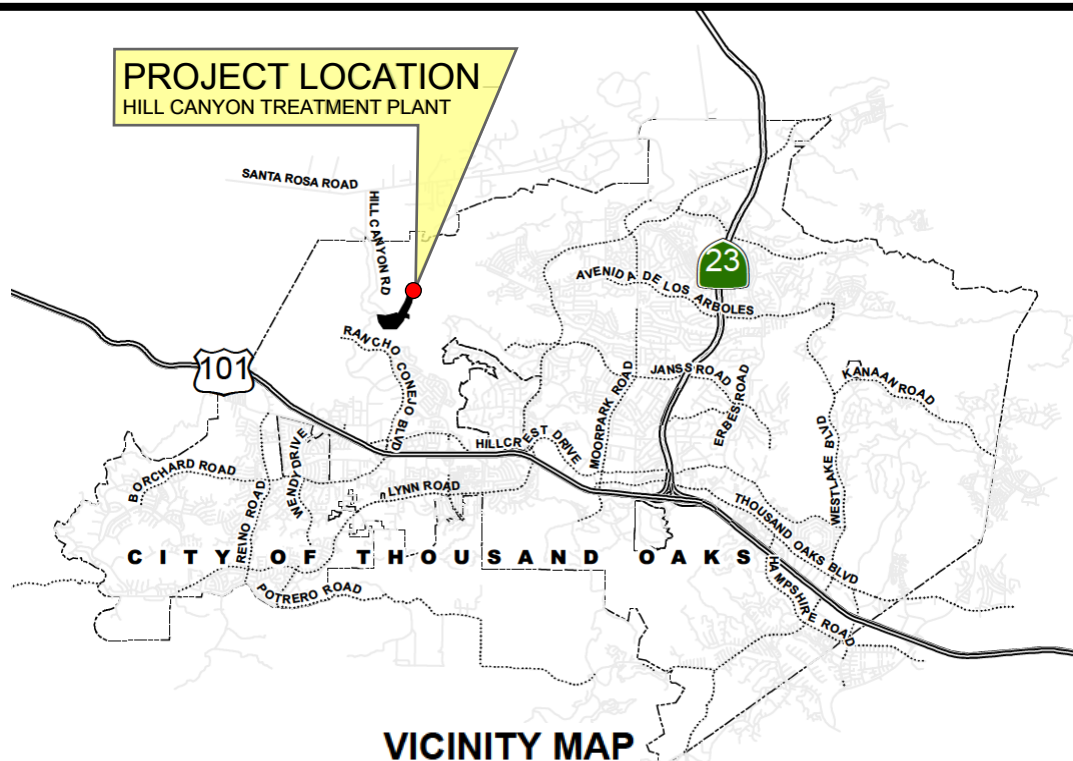 PROJECT LOCATION
HILL CANYON TREATMENT PLANT
SANTA ROSA ROAD
HILL CANYON RD
23
AVENIDA DE LOS ARBOLES
RANCHO CONEJO BLVD
101
JANSS ROAD
KANAAN ROAD
MOORPARK ROAD
ERBES ROAD
HILLCREST DRIVE
WESTLAKE BLVD
BORCHARD ROAD
WENDY DRIVE
REINO ROAD
LYNN ROAD
THOUSAND OAKS BLVD
CITY OF THOUSAND OAKS
HAMPSHIRE ROAD
POTRERO ROAD
VICINITY MAP